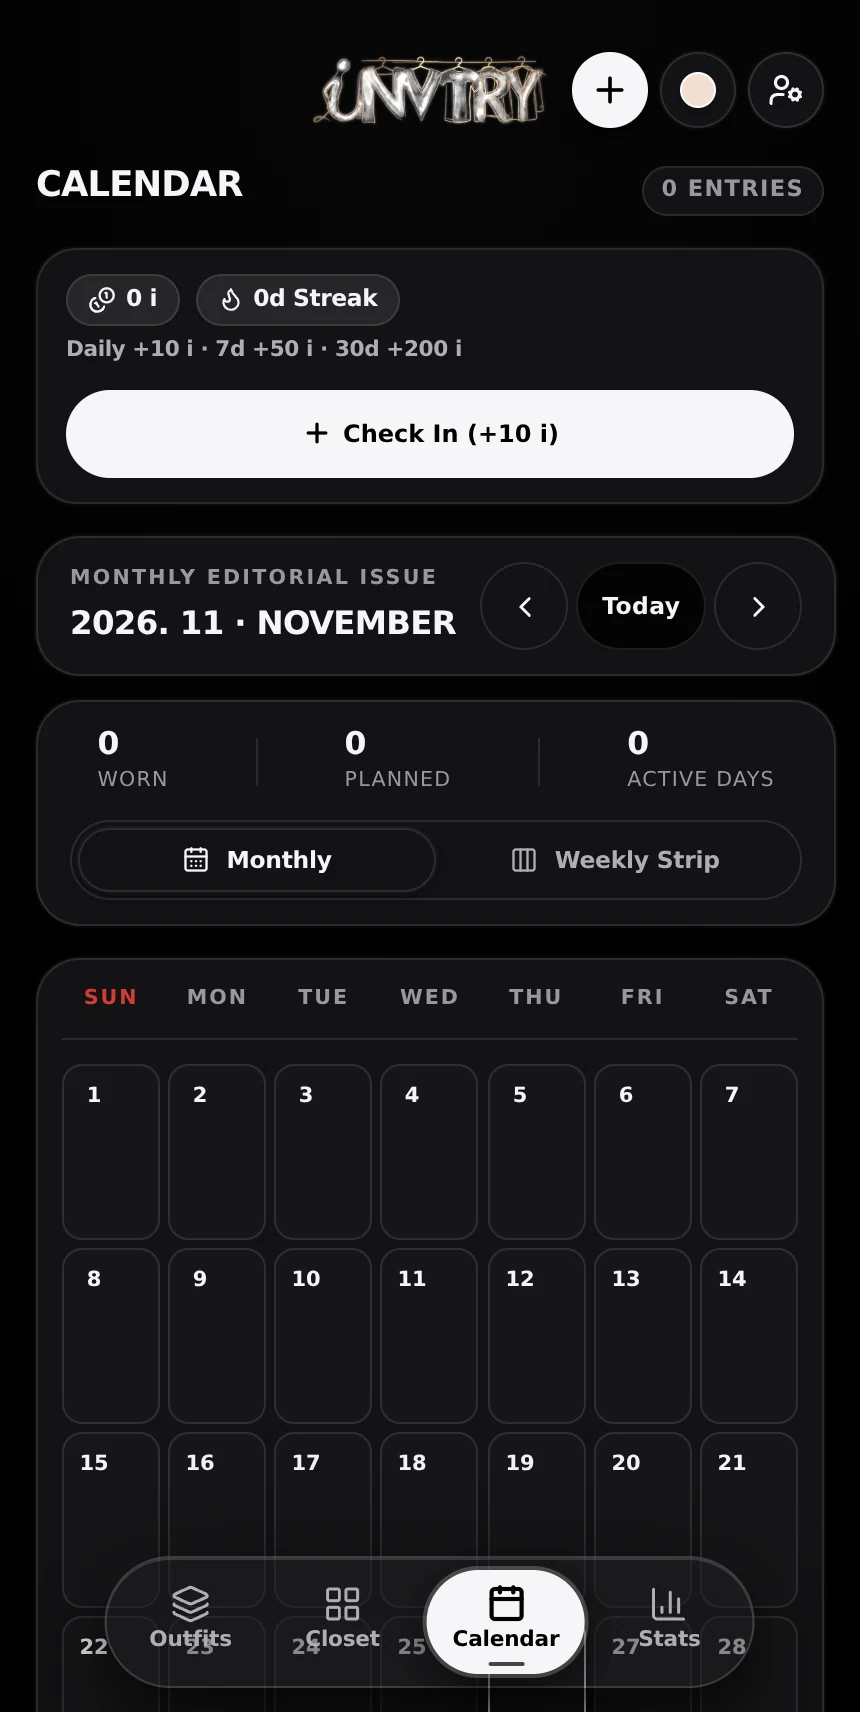 iNVTRY
CALENDAR
0 ENTRIES
0 i
0d Streak
Daily +10 i · 7d +50 i · 30d +200 i
Check In (+10 i)
MONTHLY EDITORIAL ISSUE
2026. 11 · NOVEMBER
Today
0 0 0
WORN PLANNED ACTIVE DAYS
Monthly Weekly Strip
SUN MON TUE WED THU FRI SAT
1 2 3 4 5 6 7
8 9 10 11 12 13 14
15 16 17 18 19 20 21
22 23 24 25 27 28
Outfits Closet Calendar Stats